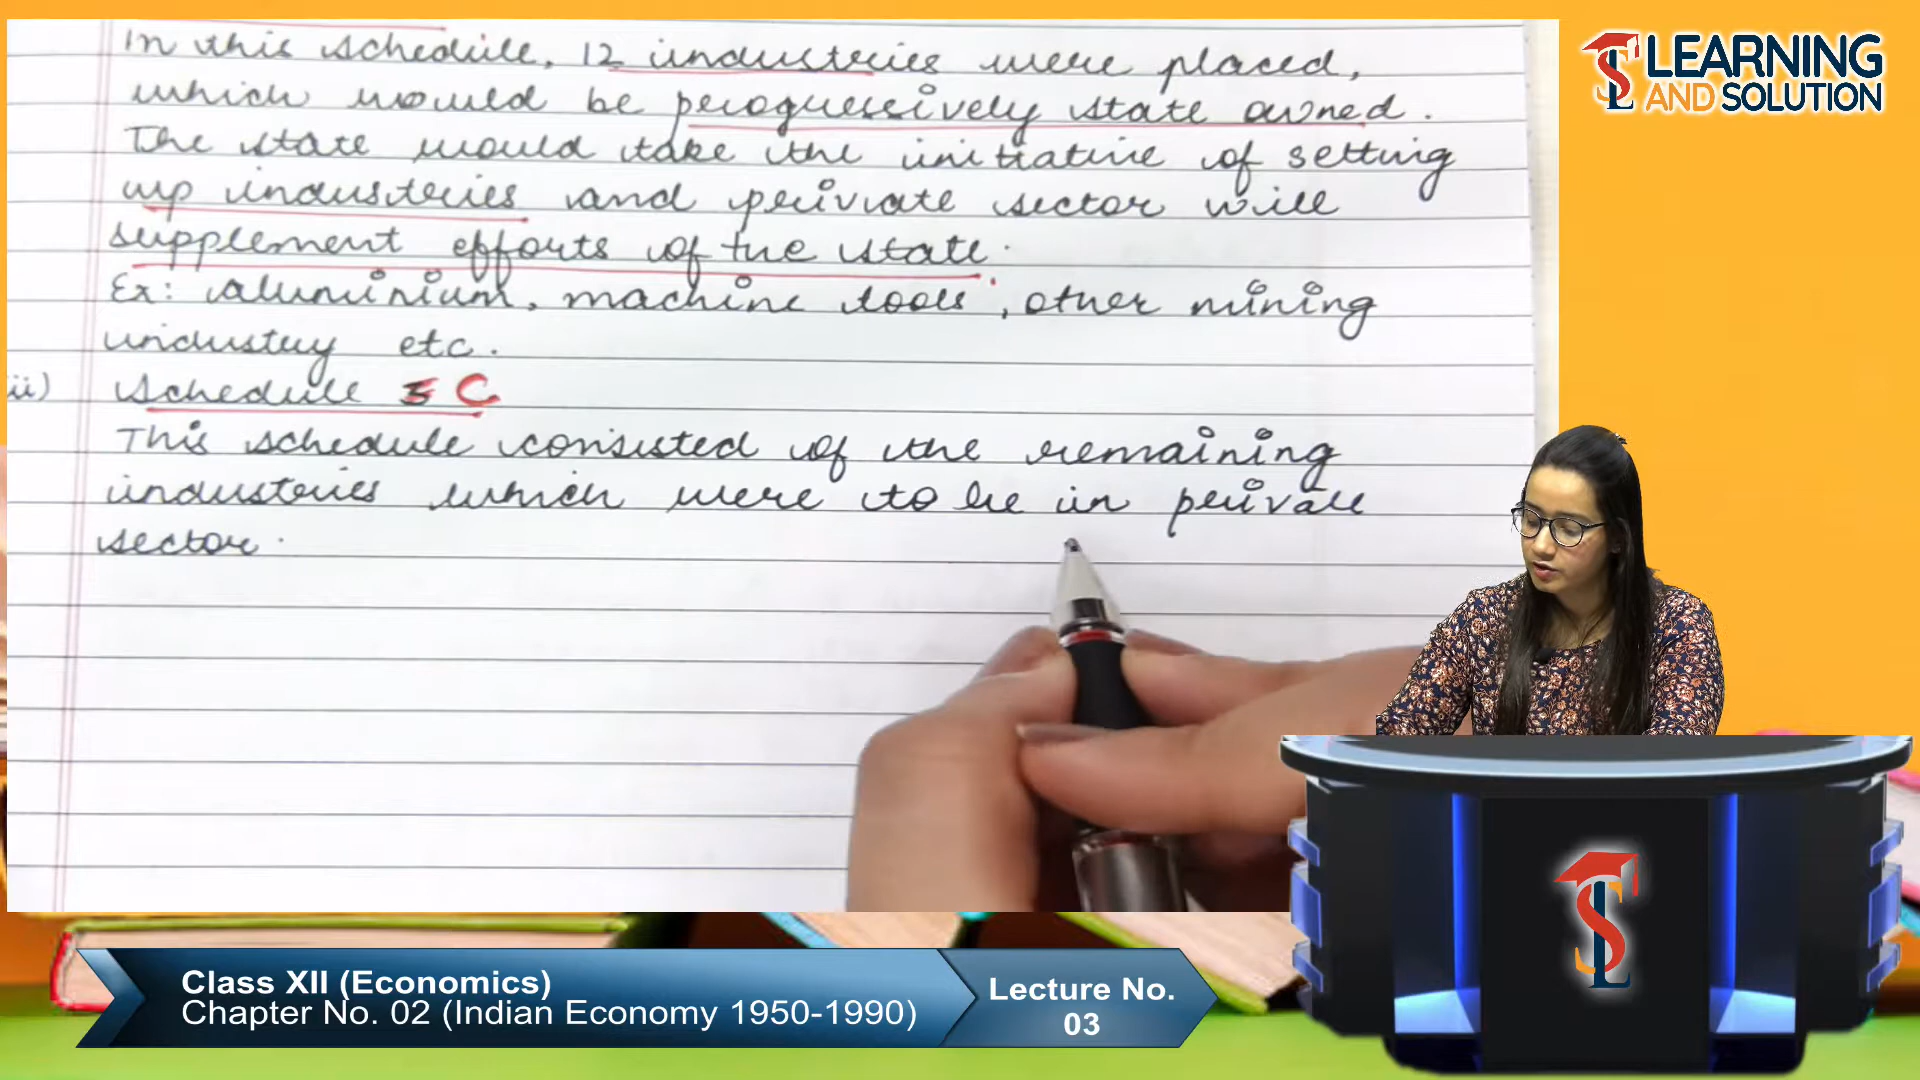 In this schedule, 12 industries were placed,
which would be progressively state owned.
The state would take the initiative of setting
up industries and private sector will
supplement efforts of the state.
Ex: aluminium, machine tools, other mining
industry etc.
ii) Schedule C
This schedule consisted of the remaining
industries which were to be in private
sector.
LEARNING
AND SOLUTION
Class XII (Economics)
Chapter No. 02 (Indian Economy 1950-1990)
Lecture No.
03